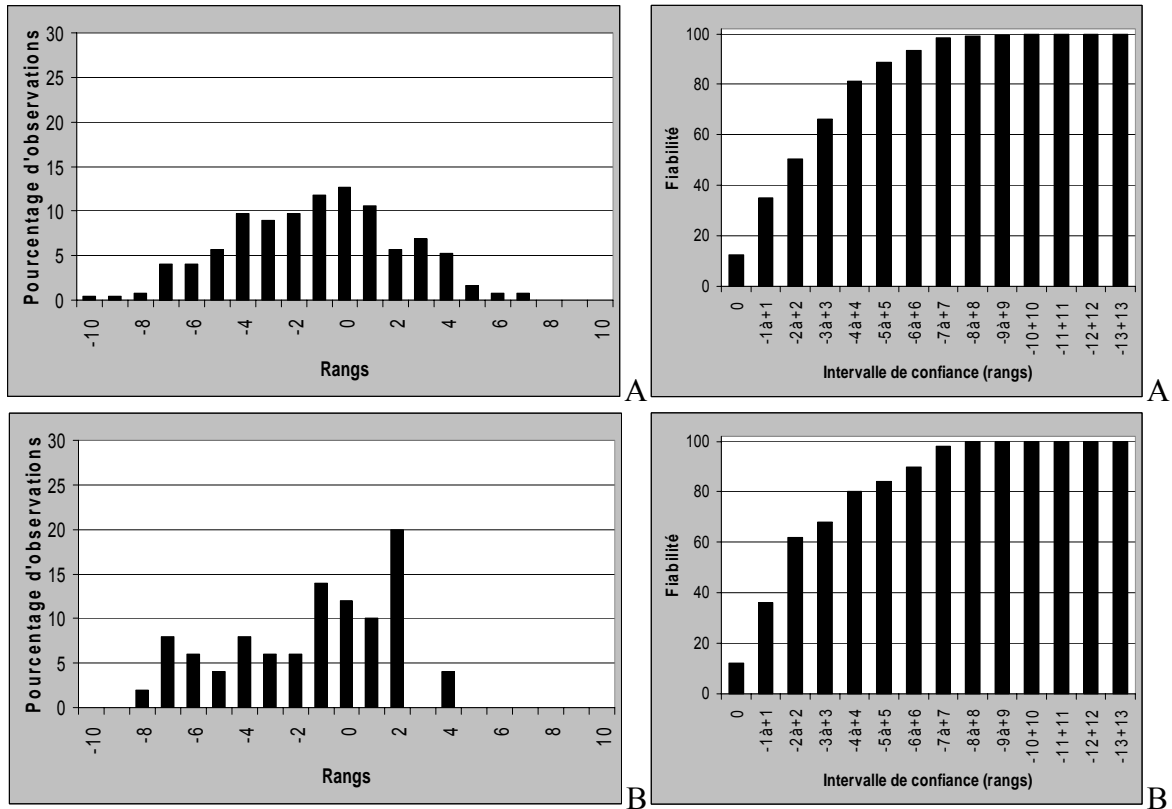 Pourcentage d'observations
30
25
20
15
10
5
0
-10
-8
-6
-4
-2
0
2
4
6
8
10
Rangs
A
Fiabilité
100
80
60
40
20
0
0
-1à+1
-2à+2
-3à+3
-4à+4
-5à+5
-6à+6
-7à+7
-8à+8
-9à+9
-10+10
-11+11
-12+12
-13+13
Intervalle de confiance (rangs)
A
Pourcentage d'observations
30
25
20
15
10
5
0
-10
-8
-6
-4
-2
0
2
4
6
8
10
Rangs
B
Fiabilité
100
80
60
40
20
0
0
-1à+1
-2à+2
-3à+3
-4à+4
-5à+5
-6à+6
-7à+7
-8à+8
-9à+9
-10+10
-11+11
-12+12
-13+13
Intervalle de confiance (rangs)
B